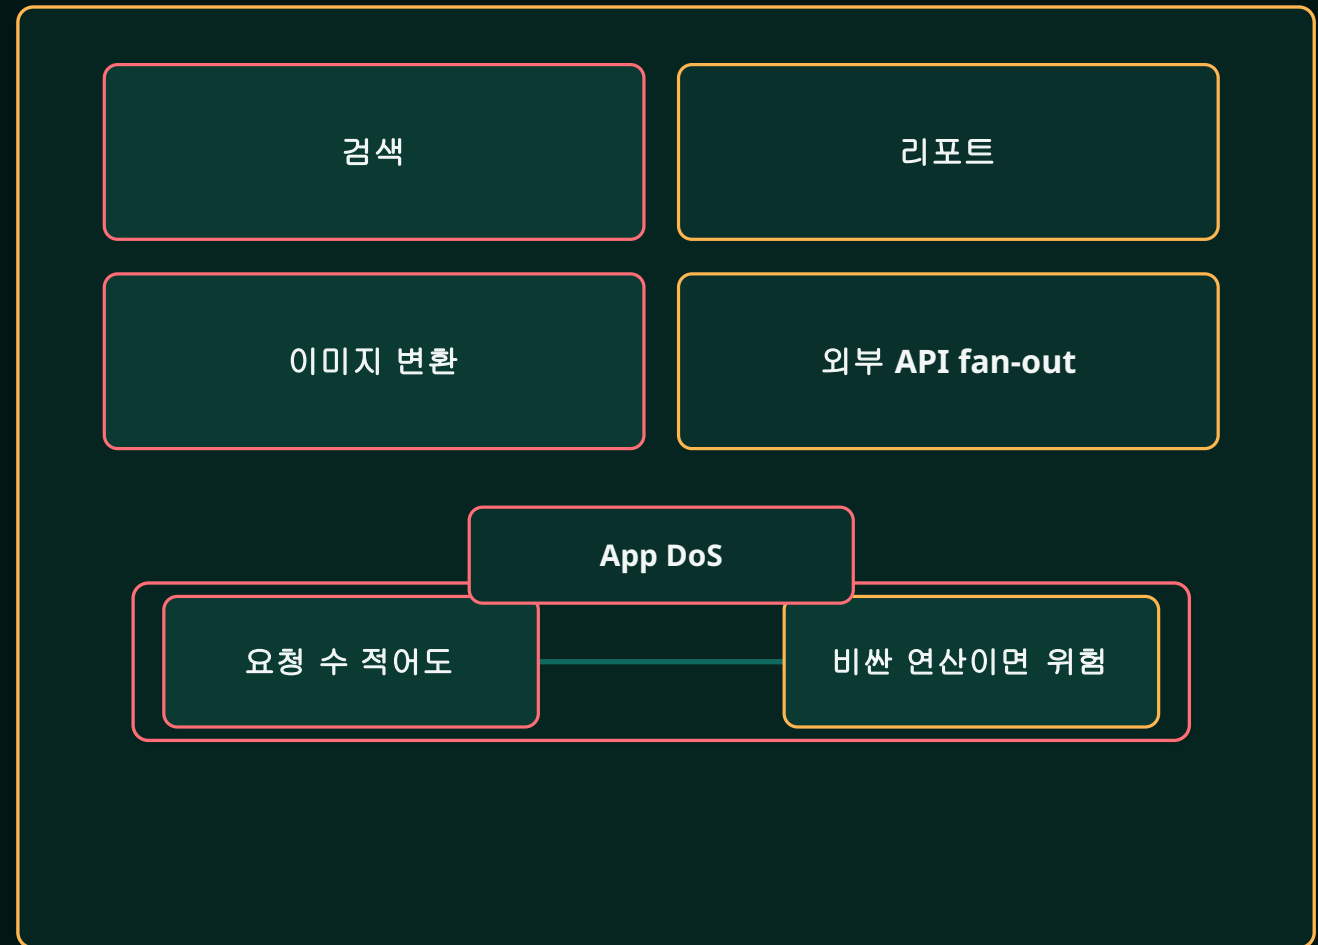 검색
리포트
이미지 변환
외부 API fan-out
App DoS
요청 수 적어도
비싼 연산이면 위험